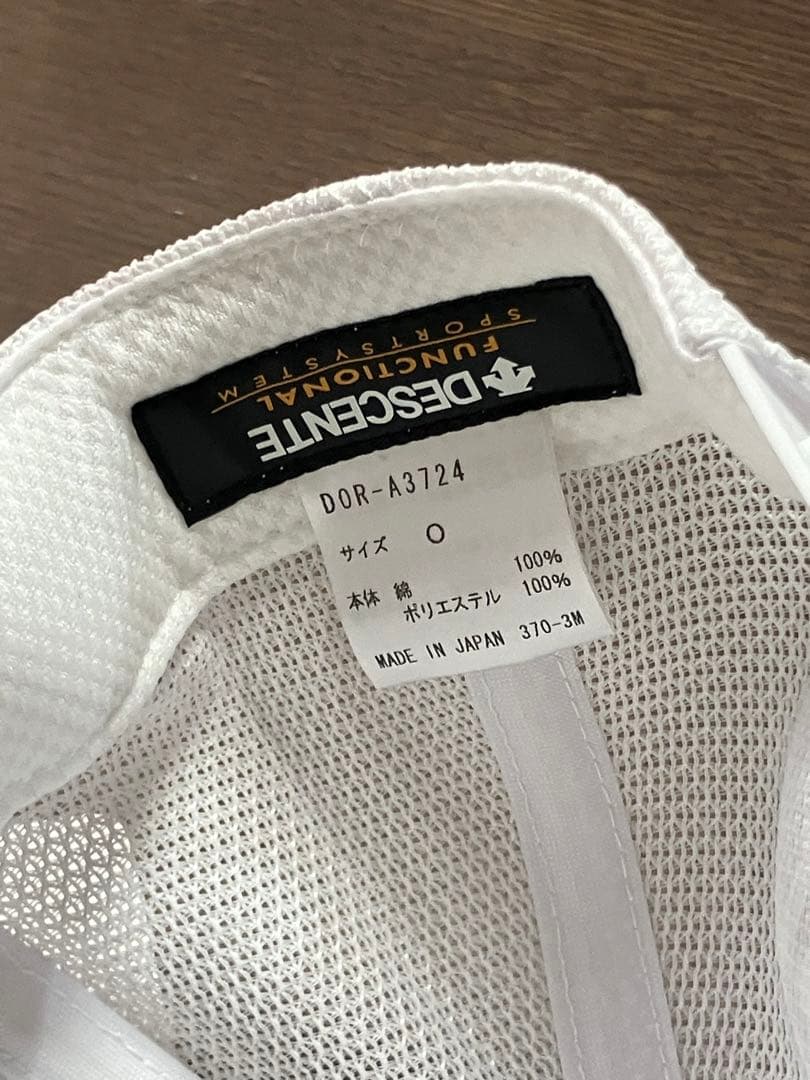 DESCENTE
FUNCTIONAL
SPORTSYSTEM
DOR-A3724
サイズ O
本体 綿 100%
ポリエステル 100%
MADE IN JAPAN 370-3M